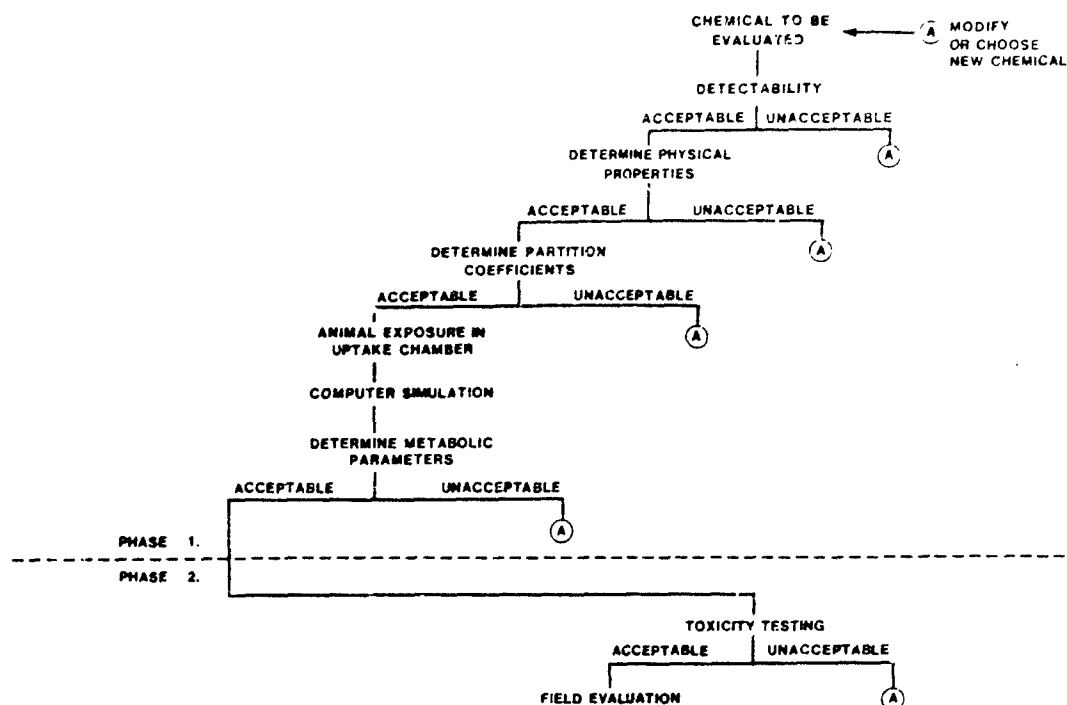 CHEMICAL TO BE
EVALUATED
A MODIFY
OR CHOOSE
NEW CHEMICAL
DETECTABILITY
ACCEPTABLE UNACCEPTABLE
A
DETERMINE PHYSICAL
PROPERTIES
ACCEPTABLE UNACCEPTABLE
A
DETERMINE PARTITION
COEFFICIENTS
ACCEPTABLE UNACCEPTABLE
A
ANIMAL EXPOSURE IN
UPTAKE CHAMBER
COMPUTER SIMULATION
DETERMINE METABOLIC
PARAMETERS
ACCEPTABLE UNACCEPTABLE
A
PHASE 1.
PHASE 2.
TOXICITY TESTING
ACCEPTABLE UNACCEPTABLE
FIELD EVALUATION
A